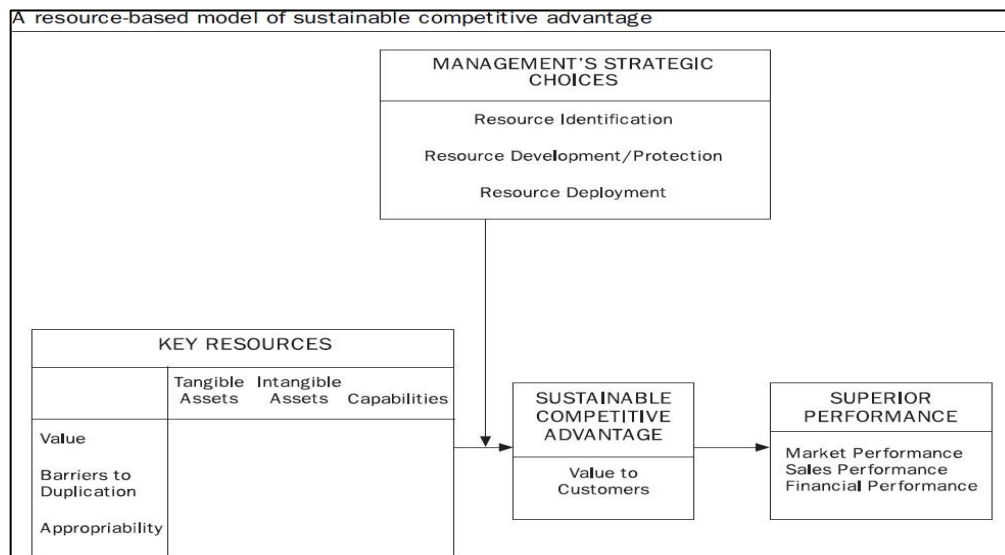 A resource-based model of sustainable competitive advantage
MANAGEMENT'S STRATEGIC
CHOICES
Resource Identification
Resource Development/Protection
Resource Deployment
KEY RESOURCES
Tangible Intangible
Assets Assets Capabilities
Value
Barriers to
Duplication
Appropriability
SUSTAINABLE
COMPETITIVE
ADVANTAGE
Value to
Customers
SUPERIOR
PERFORMANCE
Market Performance
Sales Performance
Financial Performance